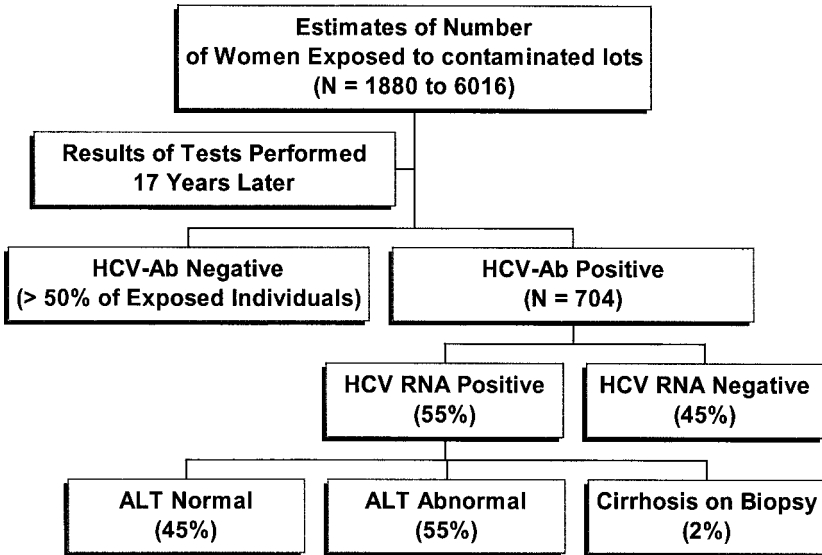 Estimates of Number
of Women Exposed to contaminated lots
(N = 1880 to 6016)
Results of Tests Performed
17 Years Later
HCV-Ab Negative
(> 50% of Exposed Individuals)
HCV-Ab Positive
(N = 704)
HCV RNA Positive
(55%)
HCV RNA Negative
(45%)
ALT Normal
(45%)
ALT Abnormal
(55%)
Cirrhosis on Biopsy
(2%)